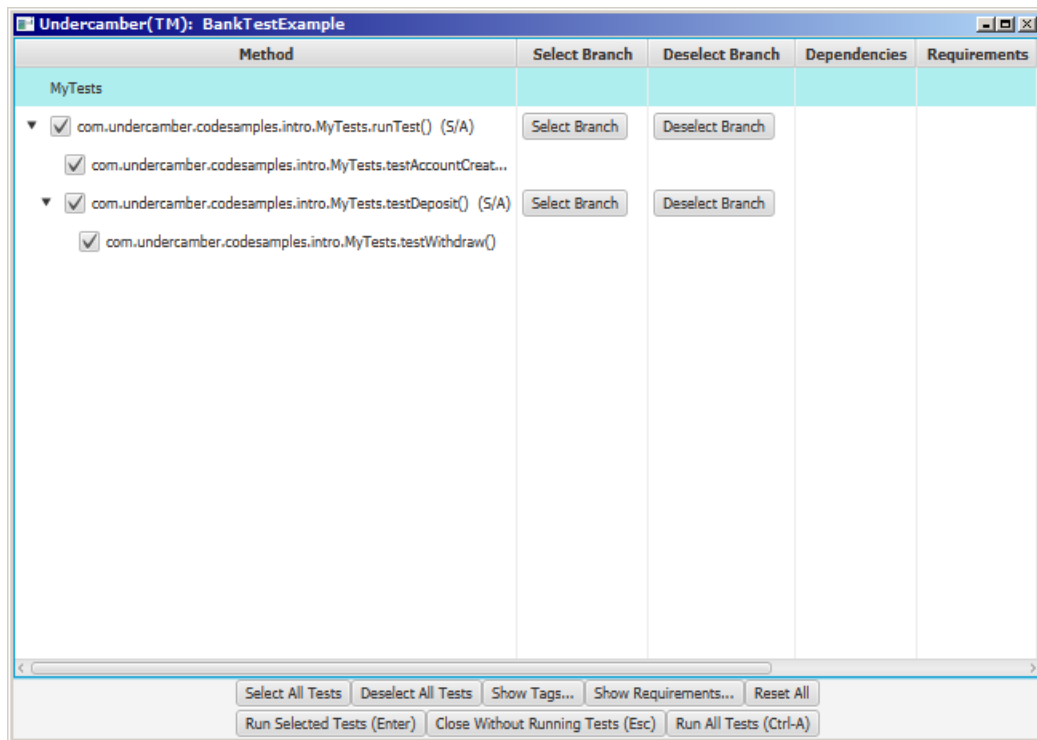 Undercamber(TM): BankTestExample
Method Select Branch Deselect Branch Dependencies Requirements
MyTests
com.undercamber.codesamples.intro.MyTests.runTest() (S/A) Select Branch Deselect Branch
com.undercamber.codesamples.intro.MyTests.testAccountCreat...
com.undercamber.codesamples.intro.MyTests.testDeposit() (S/A) Select Branch Deselect Branch
com.undercamber.codesamples.intro.MyTests.testWithdraw()
Select All Tests Deselect All Tests Show Tags... Show Requirements... Reset All
Run Selected Tests (Enter) Close Without Running Tests (Esc) Run All Tests (Ctrl-A)